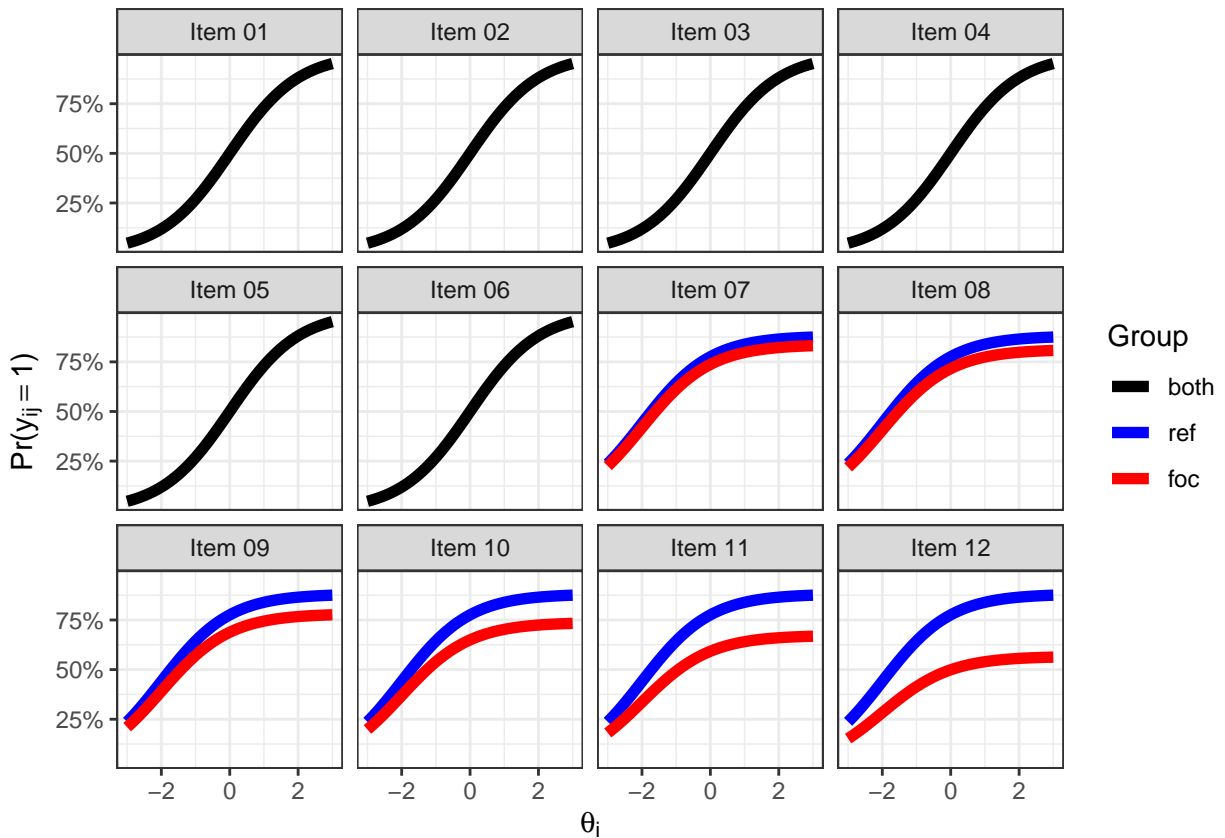 Item 01
Item 02
Item 03
Item 04
75%
50%
25%
Item 05
Item 06
Item 07
Item 08
75%
50%
25%
Item 09
Item 10
Item 11
Item 12
75%
50%
25%
−2 0 2
−2 0 2
−2 0 2
−2 0 2
θi
Pr(yij = 1)
Group
both
ref
foc